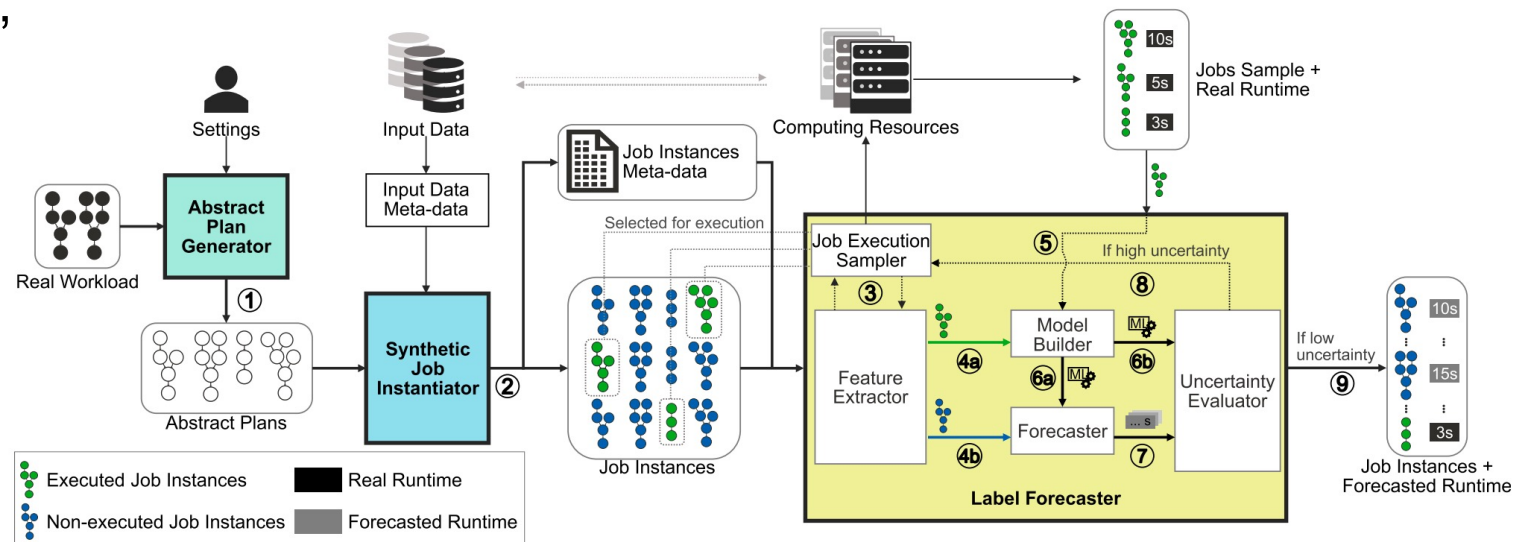 ,
Settings
Input Data
Computing Resources
10s
5s
3s
Jobs Sample +
Real Runtime
Real Workload
Abstract
Plan
Generator
Input Data
Meta-data
Job Instances
Meta-data
①
Abstract Plans
Synthetic
Job
Instantiator
②
Selected for execution
Job Instances
Job Execution
Sampler
③
⑤
If high uncertainty
⑧
Feature
Extractor
4a
4b
Model
Builder
ML
6a
ML
6b
Forecaster
... s
⑦
Uncertainty
Evaluator
Label Forecaster
If low
uncertainty
⑨
10s
⋮
15s
⋮
3s
Job Instances +
Forecasted Runtime
Executed Job Instances
Real Runtime
Non-executed Job Instances
Forecasted Runtime